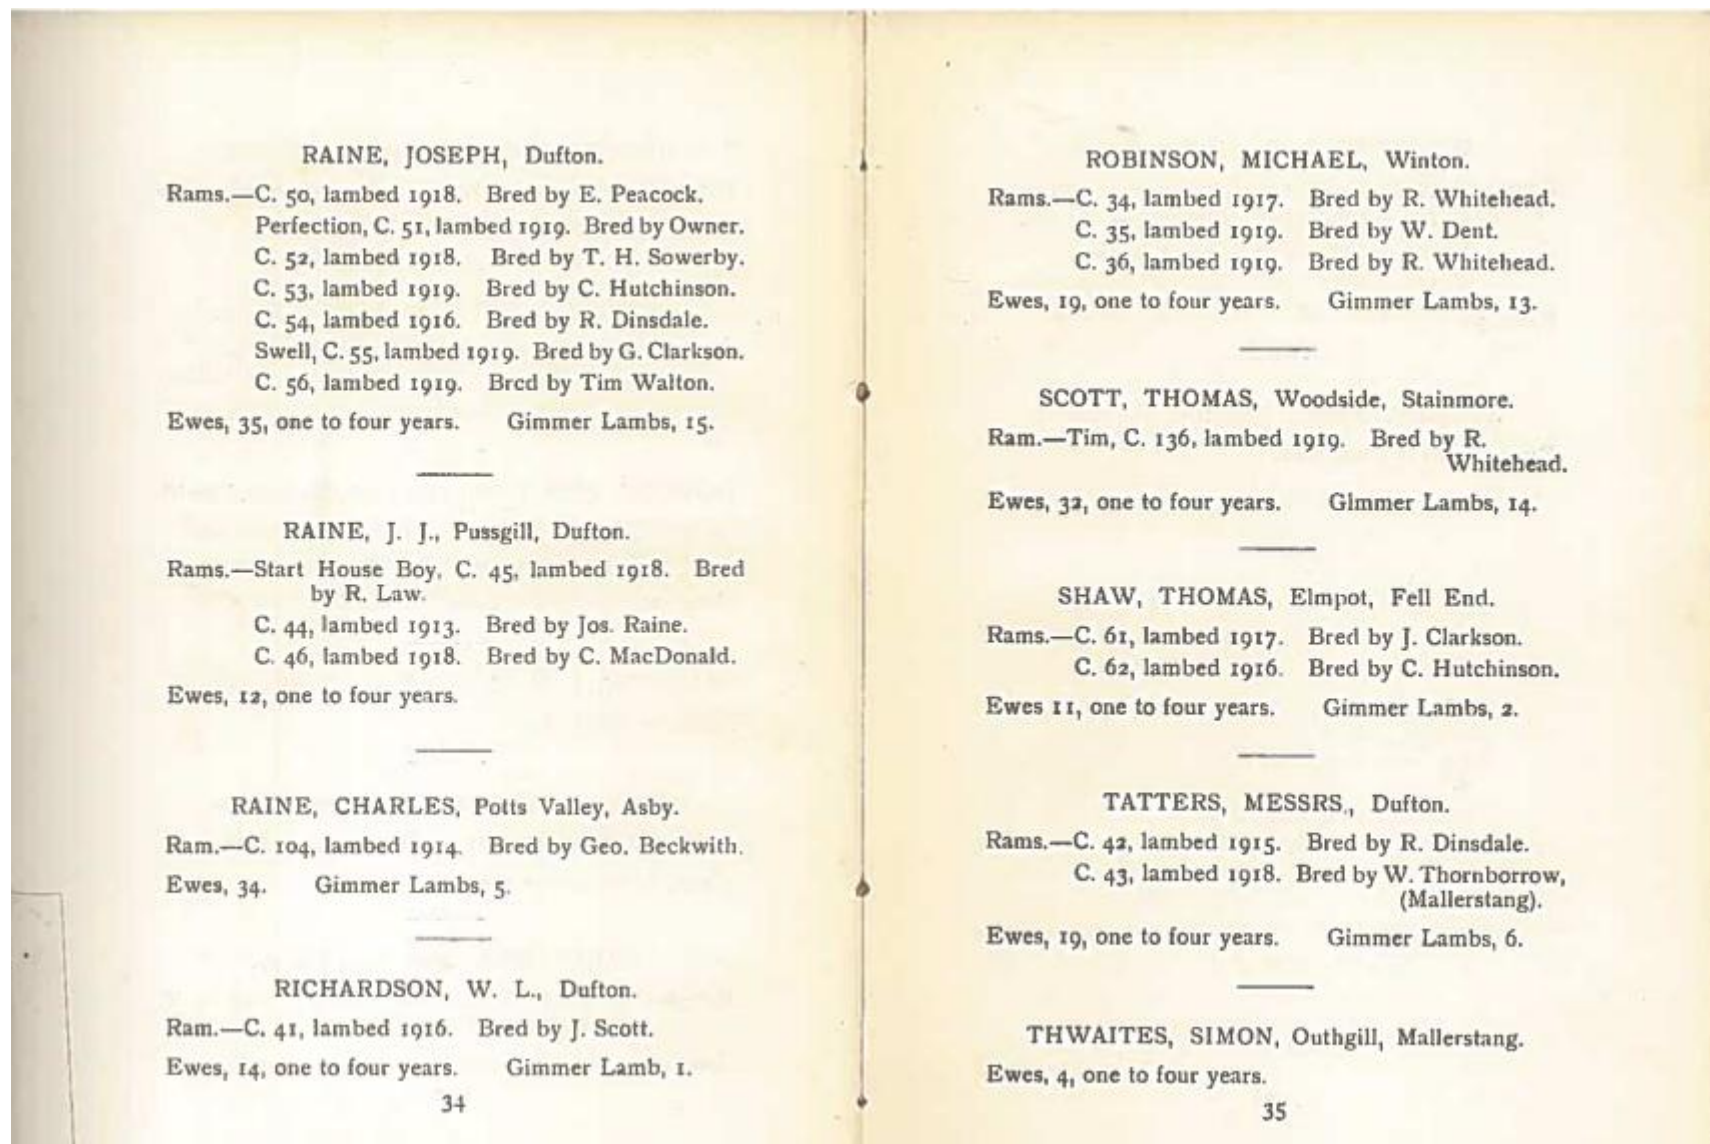 RAINE, JOSEPH, Dufton.
Rams.—C. 50, lambed 1918. Bred by E. Peacock.
Perfection, C. 51, lambed 1919. Bred by Owner.
C. 52, lambed 1918. Bred by T. H. Sowerby.
C. 53, lambed 1919. Bred by C. Hutchinson.
C. 54, lambed 1916. Bred by R. Dinsdale.
Swell, C. 55, lambed 1919. Bred by G. Clarkson.
C. 56, lambed 1919. Bred by Tim Walton.
Ewes, 35, one to four years. Gimmer Lambs, 15.
RAINE, J. J., Pussgill, Dufton.
Rams.—Start House Boy, C. 45, lambed 1918. Bred
by R. Law.
C. 44, lambed 1913. Bred by Jos. Raine.
C. 46, lambed 1918. Bred by C. MacDonald.
Ewes, 12, one to four years.
RAINE, CHARLES, Potts Valley, Asby.
Ram.—C. 104, lambed 1914. Bred by Geo. Beckwith.
Ewes, 34. Gimmer Lambs, 5.
RICHARDSON, W. L., Dufton.
Ram.—C. 41, lambed 1916. Bred by J. Scott.
Ewes, 14, one to four years. Gimmer Lamb, 1.
34
ROBINSON, MICHAEL, Winton.
Rams.—C. 34, lambed 1917. Bred by R. Whitehead.
C. 35, lambed 1919. Bred by W. Dent.
C. 36, lambed 1919. Bred by R. Whitehead.
Ewes, 19, one to four years. Gimmer Lambs, 13.
SCOTT, THOMAS, Woodside, Stainmore.
Ram.—Tim, C. 136, lambed 1919. Bred by R.
Whitehead.
Ewes, 32, one to four years. Gimmer Lambs, 14.
SHAW, THOMAS, Elmpot, Fell End.
Rams.—C. 61, lambed 1917. Bred by J. Clarkson.
C. 62, lambed 1916. Bred by C. Hutchinson.
Ewes 11, one to four years. Gimmer Lambs, 2.
TATTERS, MESSRS., Dufton.
Rams.—C. 42, lambed 1915. Bred by R. Dinsdale.
C. 43, lambed 1918. Bred by W. Thornborrow,
(Mallerstang).
Ewes, 19, one to four years. Gimmer Lambs, 6.
THWAITES, SIMON, Outhgill, Mallerstang.
Ewes, 4, one to four years.
35